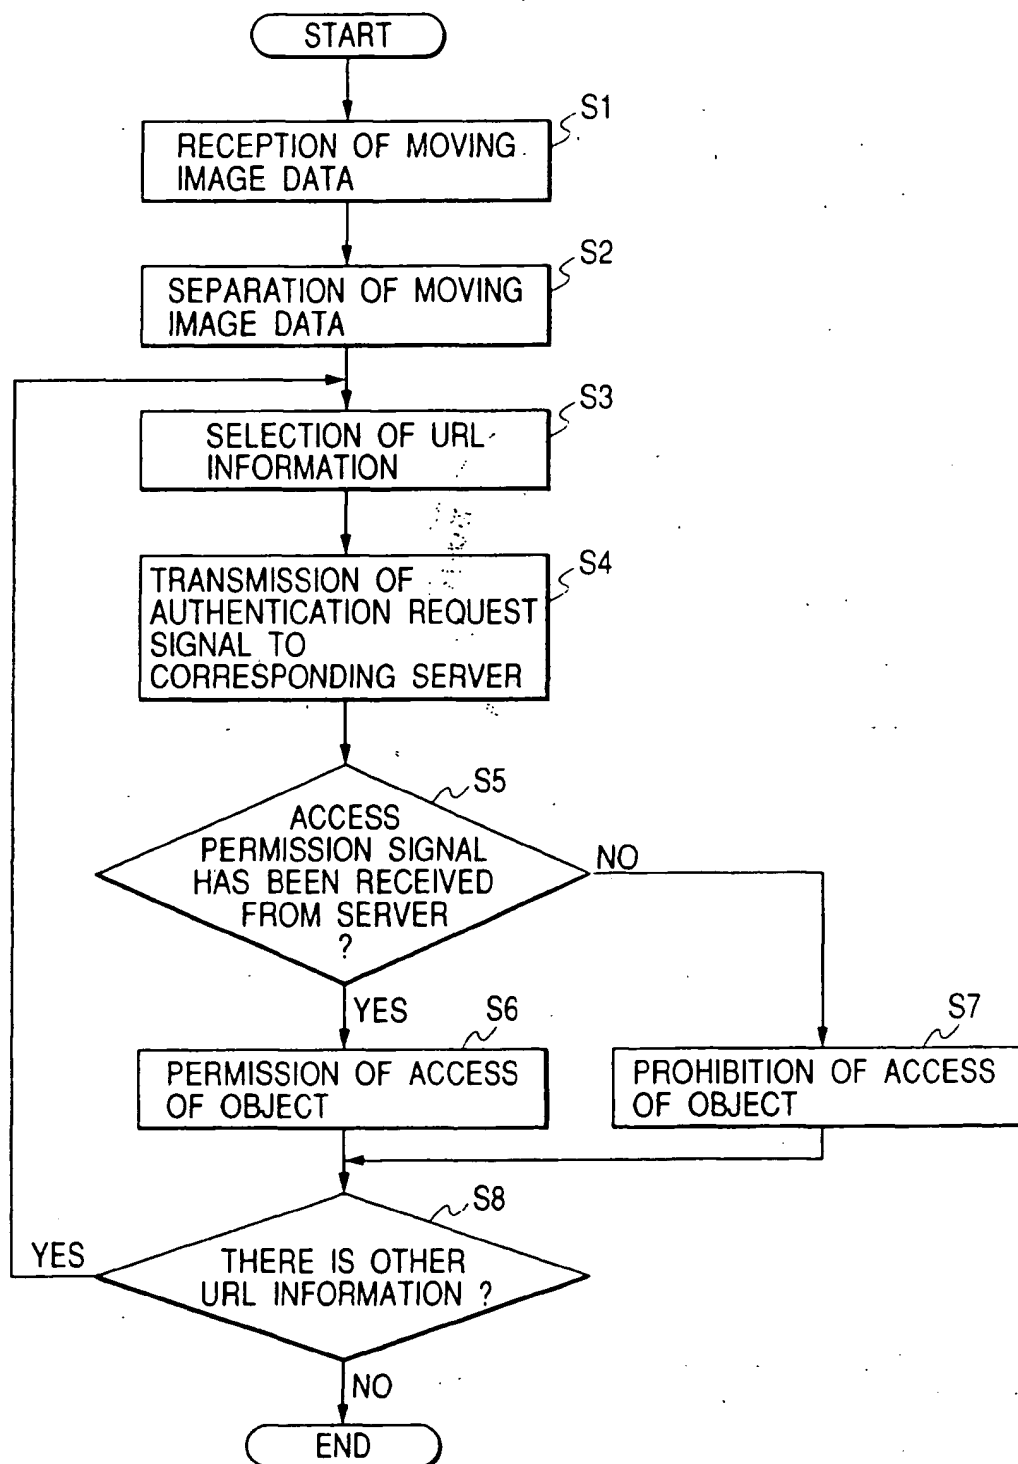 START
S1
RECEPTION OF MOVING
IMAGE DATA
S2
SEPARATION OF MOVING
IMAGE DATA
S3
SELECTION OF URL
INFORMATION
S4
TRANSMISSION OF
AUTHENTICATION REQUEST
SIGNAL TO
CORRESPONDING SERVER
S5
ACCESS
PERMISSION SIGNAL
HAS BEEN RECEIVED
FROM SERVER
?
NO
YES
S6
PERMISSION OF ACCESS
OF OBJECT
S7
PROHIBITION OF ACCESS
OF OBJECT
S8
THERE IS OTHER
URL INFORMATION ?
YES
NO
END